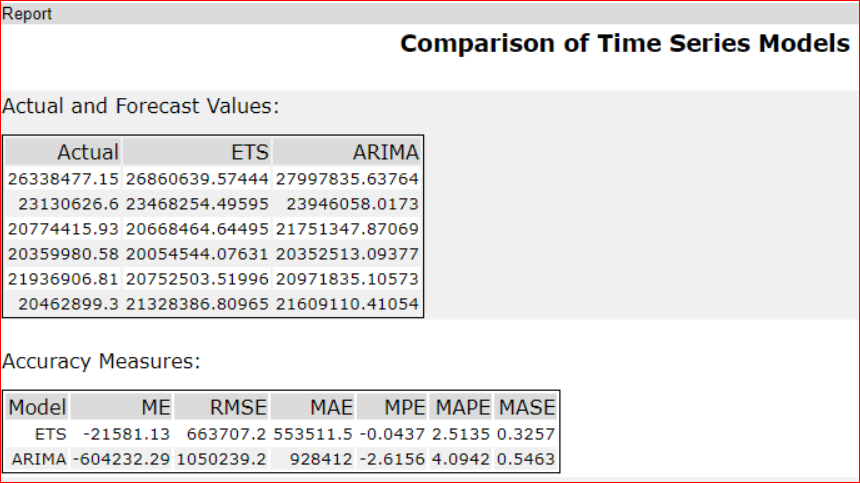 Report
Comparison of Time Series Models
Actual and Forecast Values:
Actual ETS ARIMA
26338477.15 26860639.57444 27997835.63764
23130626.6 23468254.49595 23946058.0173
20774415.93 20668464.64495 21751347.87069
20359980.58 20054544.07631 20352513.09377
21936906.81 20752503.51996 20971835.10573
20462899.3 21328386.80965 21609110.41054
Accuracy Measures:
Model ME RMSE MAE MPE MAPE MASE
ETS -21581.13 663707.2 553511.5 -0.0437 2.5135 0.3257
ARIMA -604232.29 1050239.2 928412 -2.6156 4.0942 0.5463